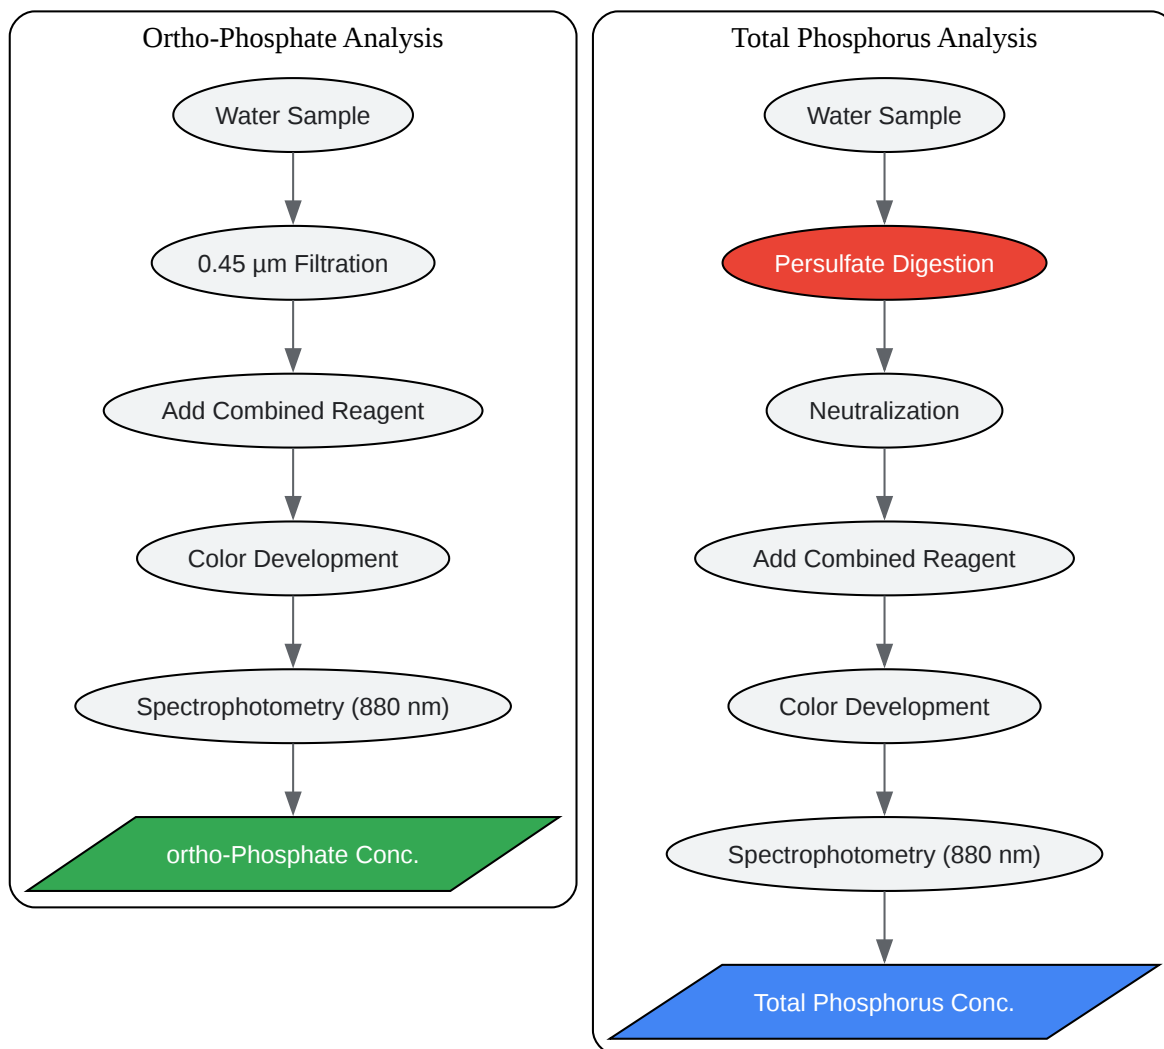 Ortho-Phosphate Analysis
Water Sample
0.45 µm Filtration
Add Combined Reagent
Color Development
Spectrophotometry (880 nm)
ortho-Phosphate Conc.
Total Phosphorus Analysis
Water Sample
Persulfate Digestion
Neutralization
Add Combined Reagent
Color Development
Spectrophotometry (880 nm)
Total Phosphorus Conc.